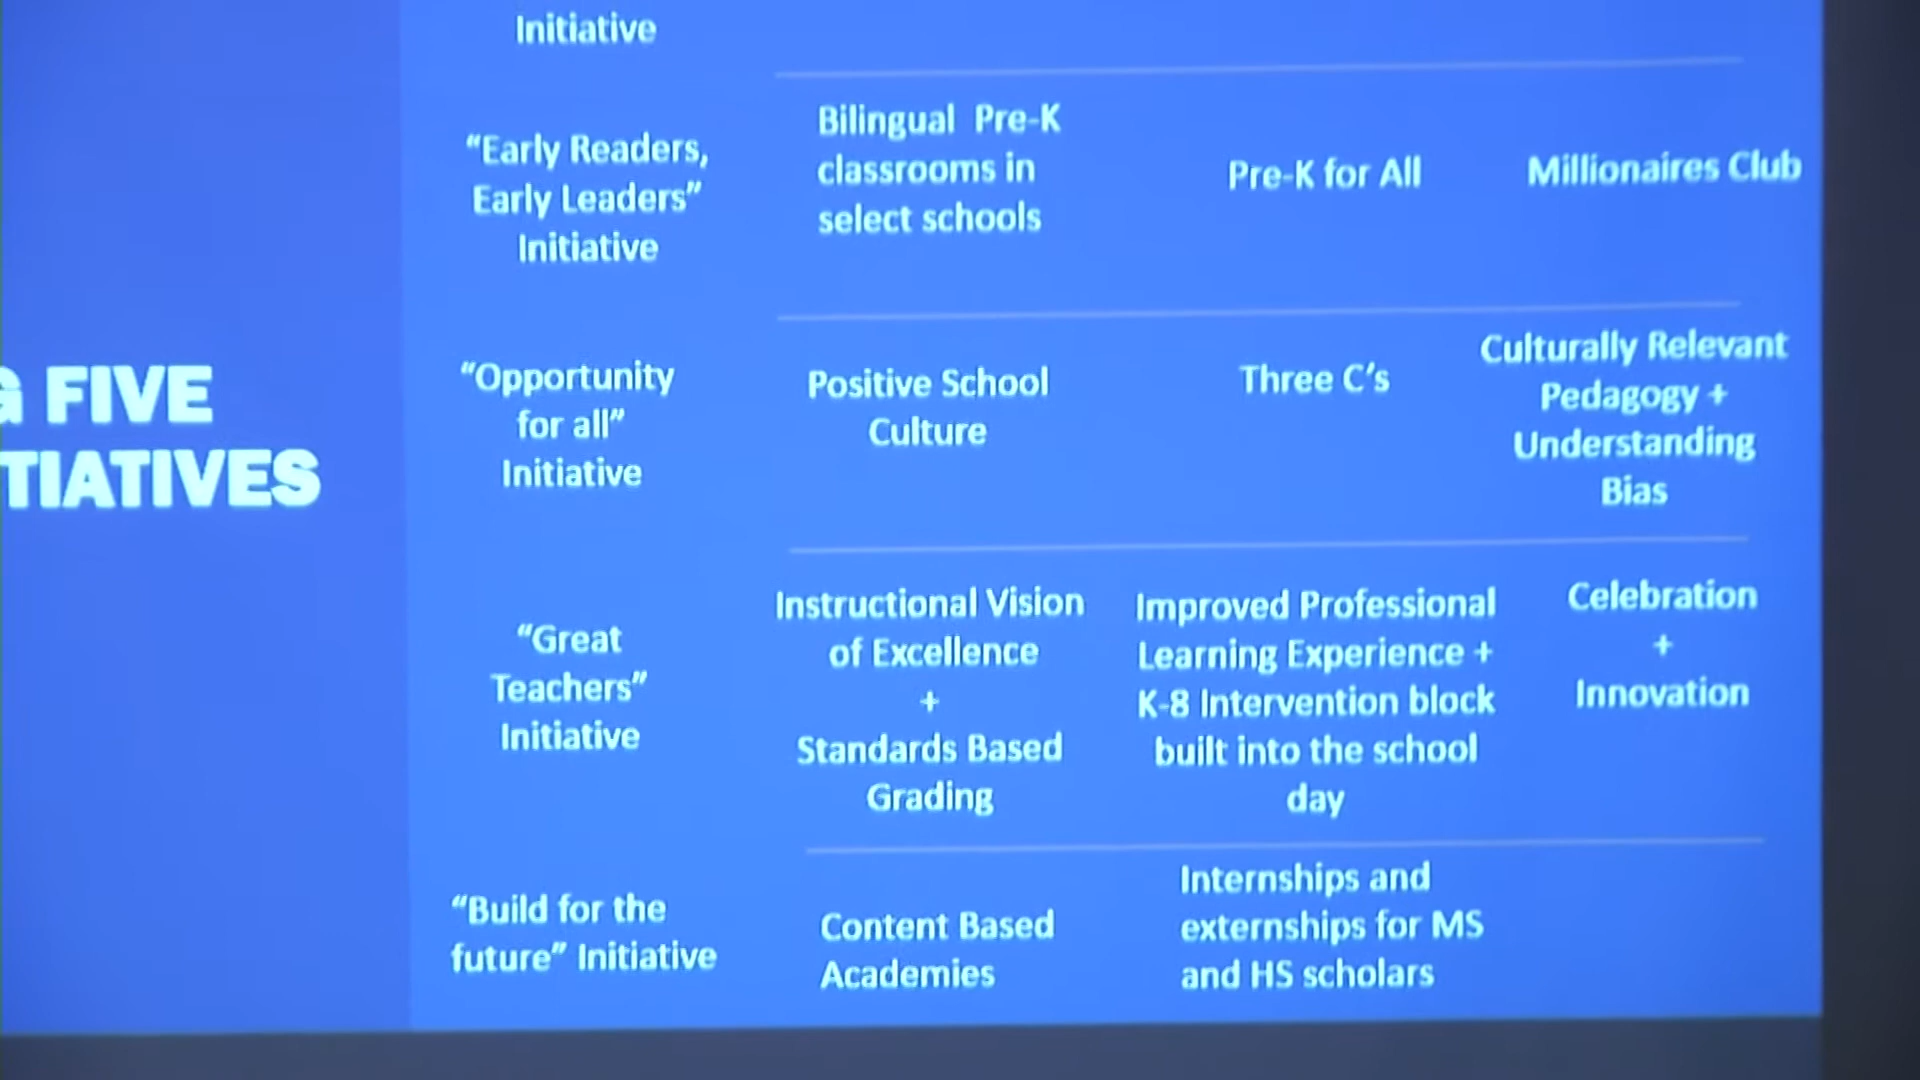 FIVE
TIATIVES
Initiative
“Early Readers,
Early Leaders”
Initiative
Bilingual Pre-K
classrooms in
select schools
Pre-K for All
Millionaires Club
“Opportunity
for all”
Initiative
Positive School
Culture
Three C’s
Culturally Relevant
Pedagogy +
Understanding
Bias
“Great
Teachers”
Initiative
Instructional Vision
of Excellence
+
Standards Based
Grading
Improved Professional
Learning Experience +
K-8 Intervention block
built into the school
day
Celebration
+
Innovation
“Build for the
future” Initiative
Content Based
Academies
Internships and
externships for MS
and HS scholars